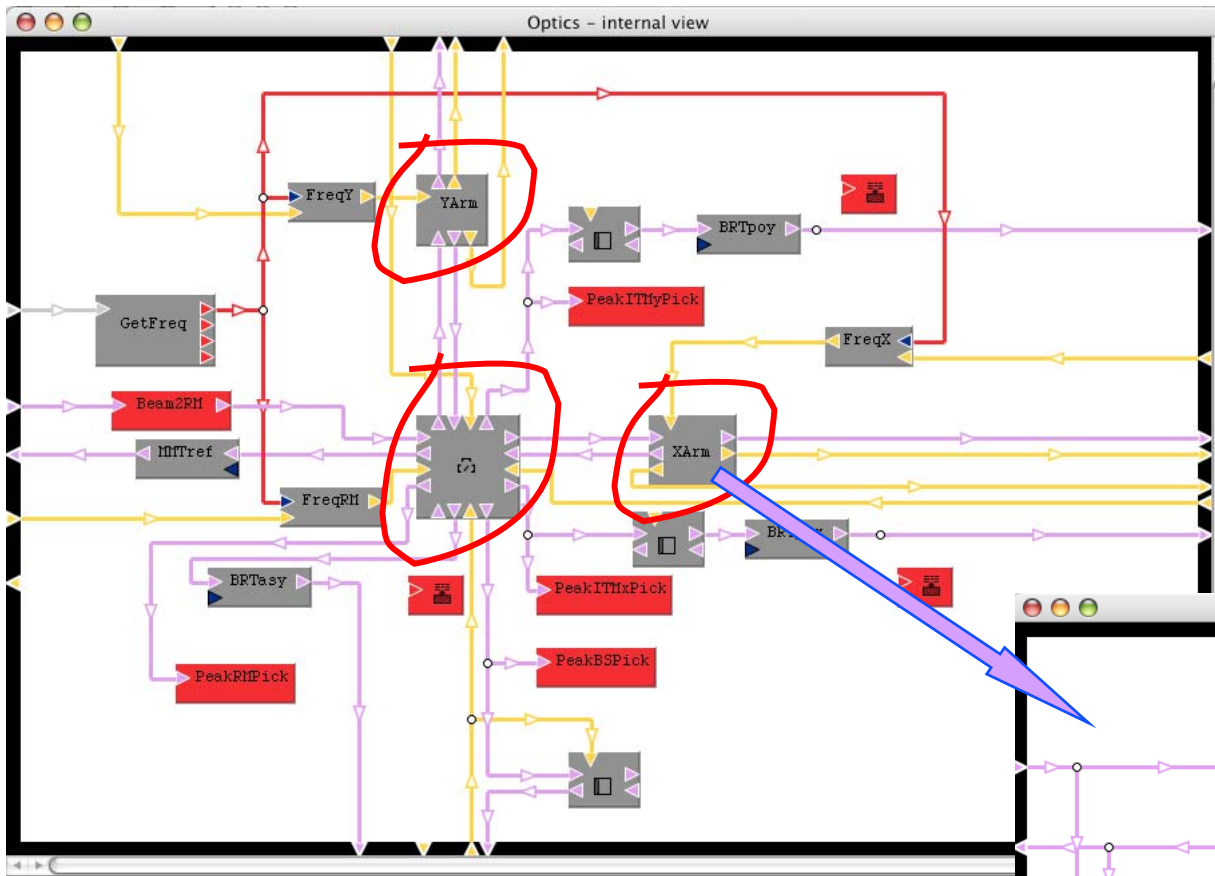 Optics – internal view
FreqY
YArm
BRTpoy
GetFreq
PeakITMyPick
FreqX
Beam2RM
MMTref
XArm
FreqRM
BRTasy
PeakITMxPick
PeakBSPick
PeakRMPick